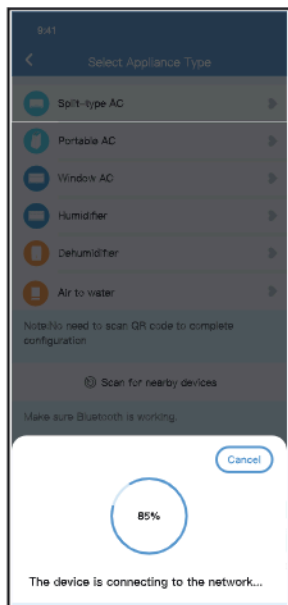 9:41
Select Appliance Type
Split-type AC
Portable AC
Window AC
Humidifier
Dehumidifier
Air to water
Note:No need to scan QR code to complete
configuration
Scan for nearby devices
Make sure Bluetooth is working.
Cancel
85%
The device is connecting to the network...